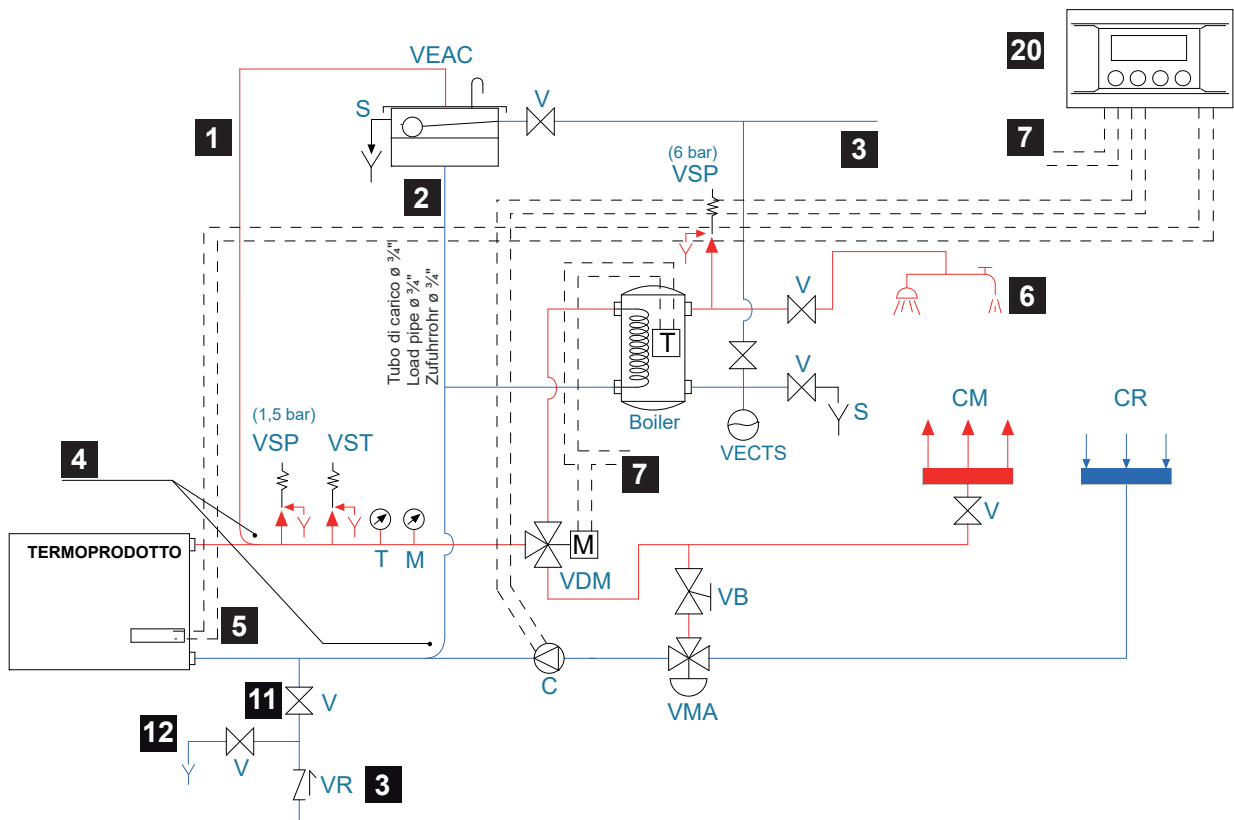 VEAC
20
S
V
1
3
7
(6 bar)
VSP
2
Tubo di carico ø ¾"
Load pipe ø ¾"
Zufuhrrohr ø ¾"
V
6
T
V
(1,5 bar)
VSP
VST
Boiler
S
CM
CR
VECTS
4
7
V
TERMOPRODOTTO
T
M
M
VDM
VB
5
C
VMA
11
V
12
V
VR
3